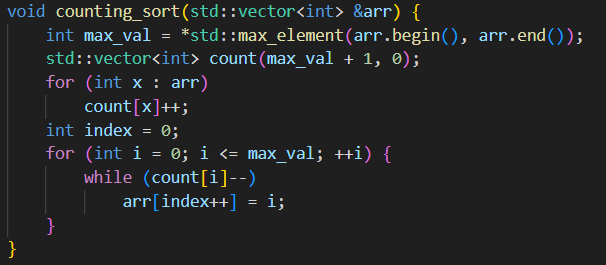 void counting_sort(std::vector<int> &arr) {
    int max_val = *std::max_element(arr.begin(), arr.end());
    std::vector<int> count(max_val + 1, 0);
    for (int x : arr)
        count[x]++;
    int index = 0;
    for (int i = 0; i <= max_val; ++i) {
        while (count[i]--)
            arr[index++] = i;
    }
}